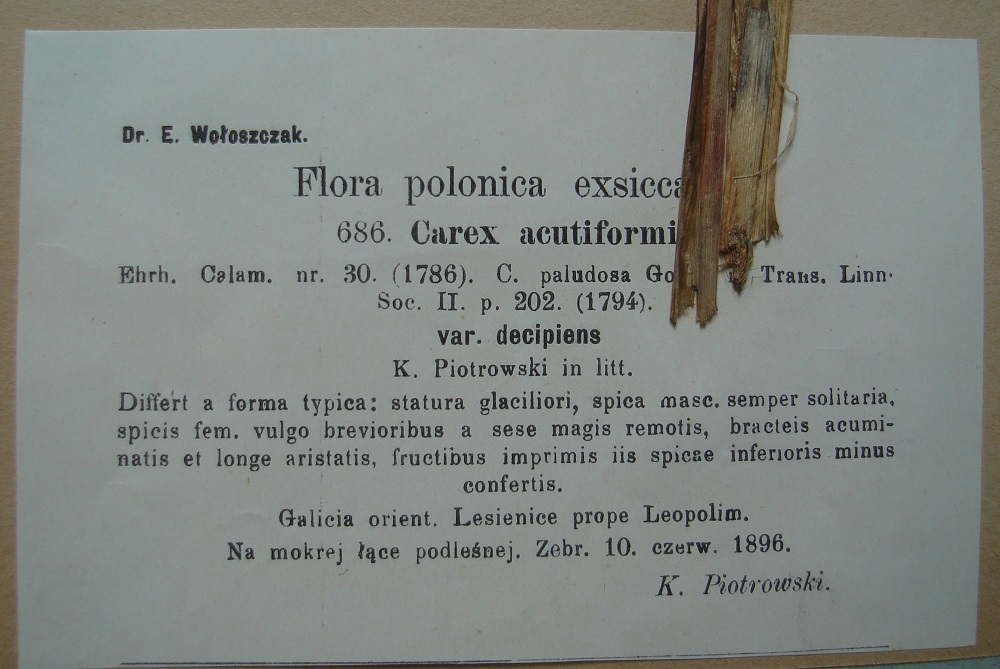 Dr. E. Wołoszczak.
Flora polonica
686. Carex
Ehrh. Calam. nr. 30. (1786). C. paludosa Trans. Linn·
Soc. II. p. 202. (1794).
var. decipiens
K. Piotrowski in litt.
Differt a forma typica: statura glaciliori, spica masc. semper solitaria,
spicis fem. vulgo brevioribus a sese magis remotis, bracteis acumi-
natis et longe aristatis, fructibus imprimis iis spicae inferioris minus
confertis.
Galicia orient. Lesienice prope Leopolim.
Na mokrej łące podleśnej. Zebr. 10. czerw. 1896.
K. Piotrowski.